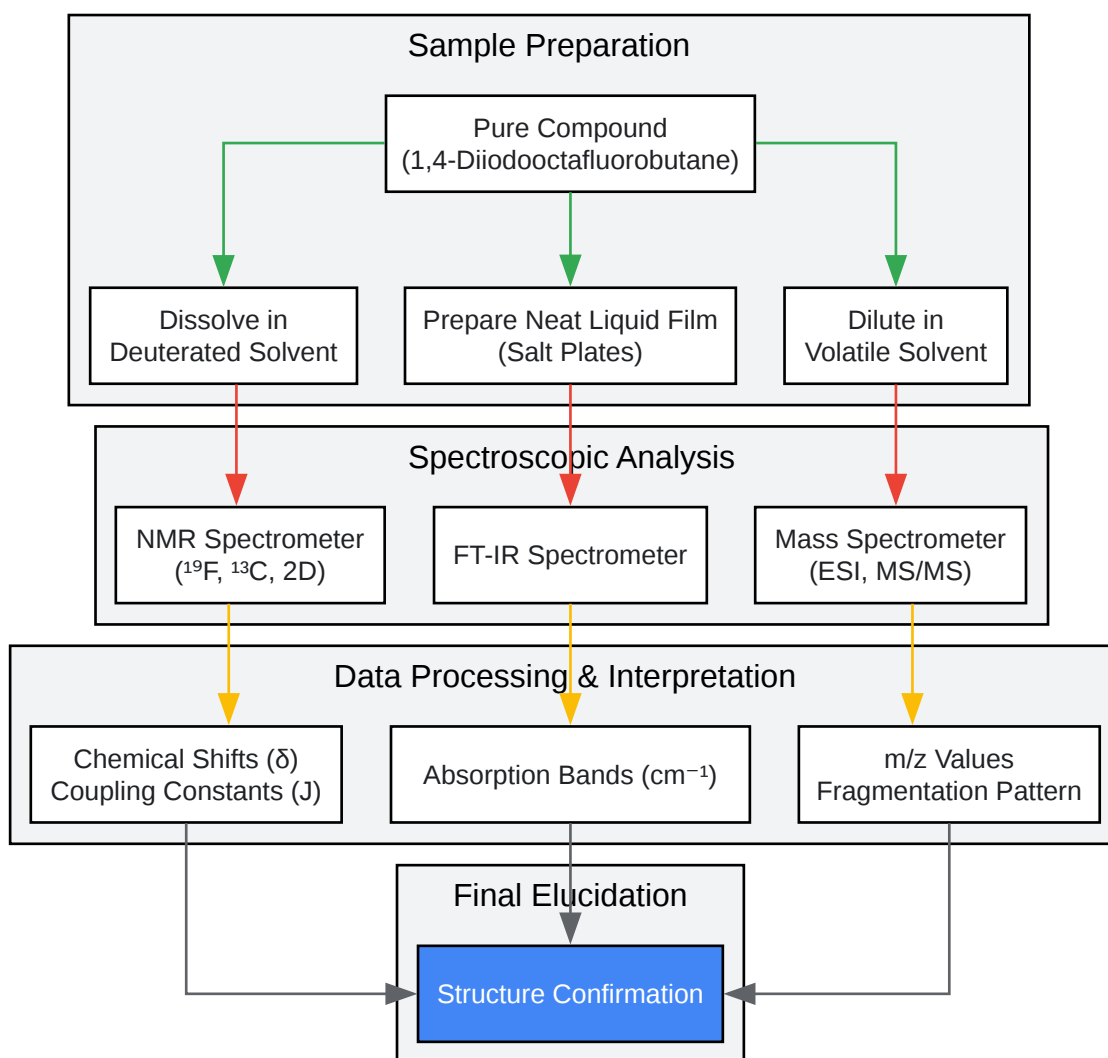 Sample Preparation
Pure Compound
(1,4-Diiodooctafluorobutane)
Dissolve in
Deuterated Solvent
Prepare Neat Liquid Film
(Salt Plates)
Dilute in
Volatile Solvent
Spectroscopic Analysis
NMR Spectrometer
(¹⁹F, ¹³C, 2D)
FT-IR Spectrometer
Mass Spectrometer
(ESI, MS/MS)
Data Processing & Interpretation
Chemical Shifts (δ)
Coupling Constants (J)
Absorption Bands (cm⁻¹)
m/z Values
Fragmentation Pattern
Final Elucidation
Structure Confirmation